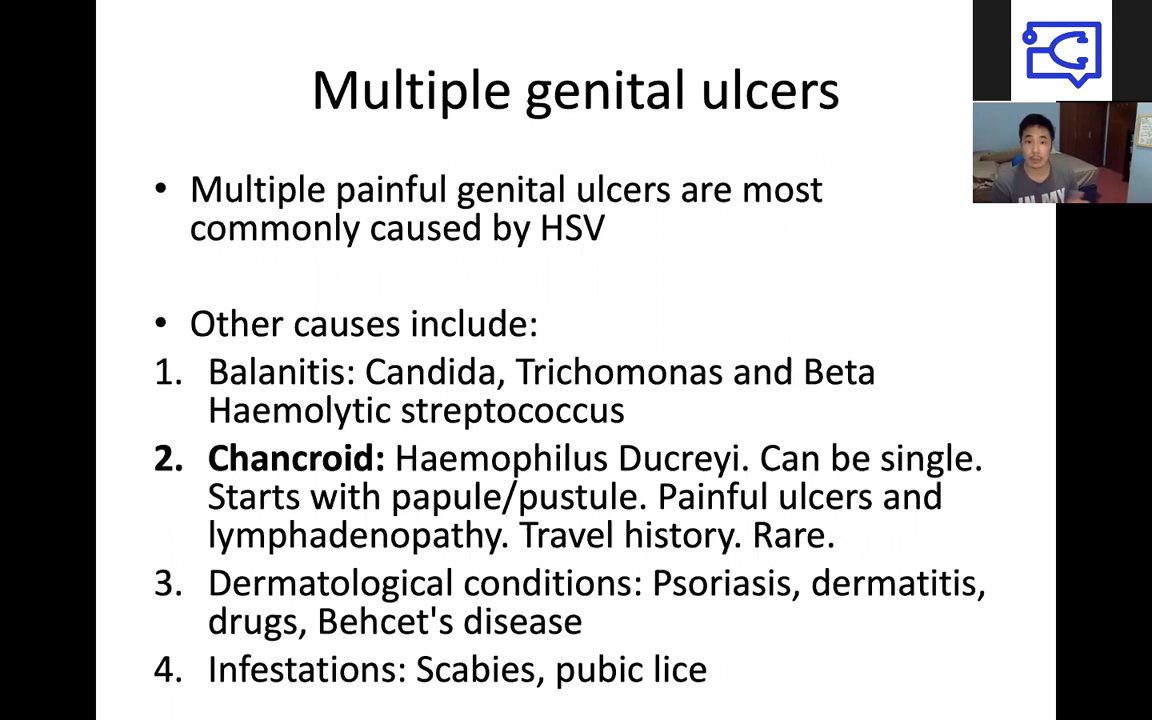 Multiple genital ulcers
• Multiple painful genital ulcers are most
commonly caused by HSV
• Other causes include:
1. Balanitis: Candida, Trichomonas and Beta
Haemolytic streptococcus
2. Chancroid: Haemophilus Ducreyi. Can be single.
Starts with papule/pustule. Painful ulcers and
lymphadenopathy. Travel history. Rare.
3. Dermatological conditions: Psoriasis, dermatitis,
drugs, Behcet's disease
4. Infestations: Scabies, pubic lice